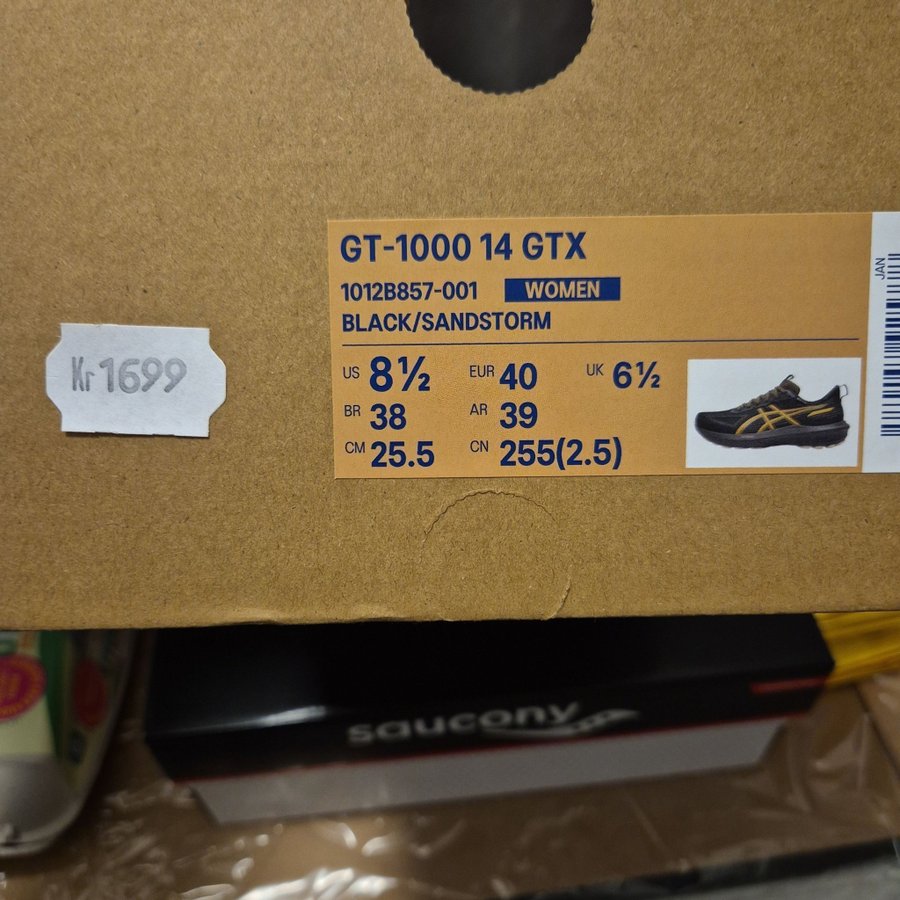 GT-1000 14 GTX
1012B857-001 WOMEN
BLACK/SANDSTORM
US 8½ EUR 40 UK 6½
BR 38 AR 39
CM 25.5 CN 255(2.5)
JAN
Kr 1699
saucony